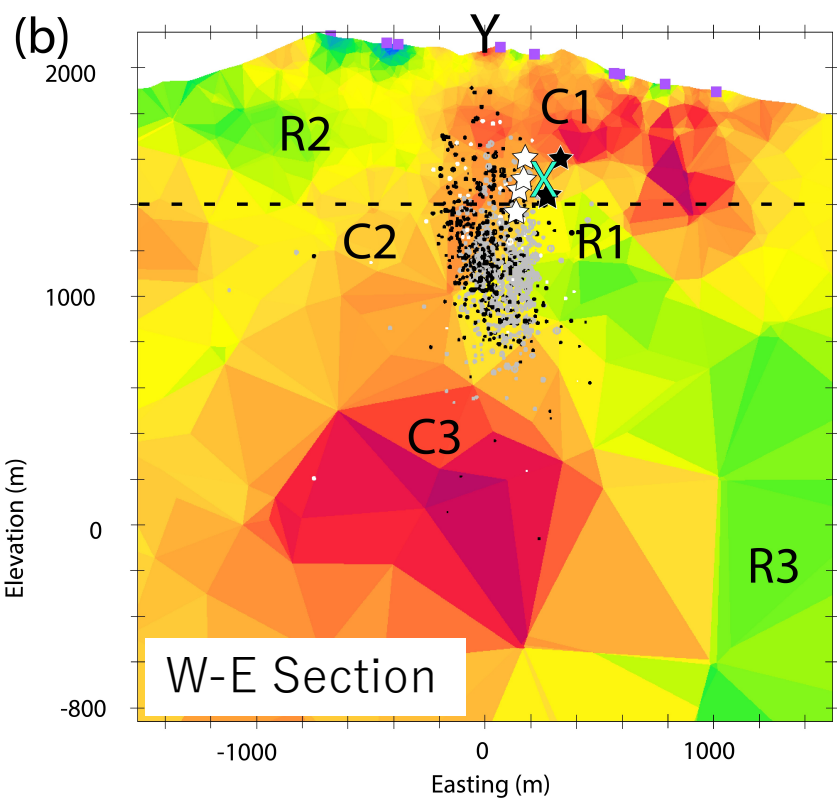 (b)
Y
2000
C1
R2
X
R1
C2
1000
C3
Elevation (m)
0
R3
W-E Section
-800
-1000
0
1000
Easting (m)